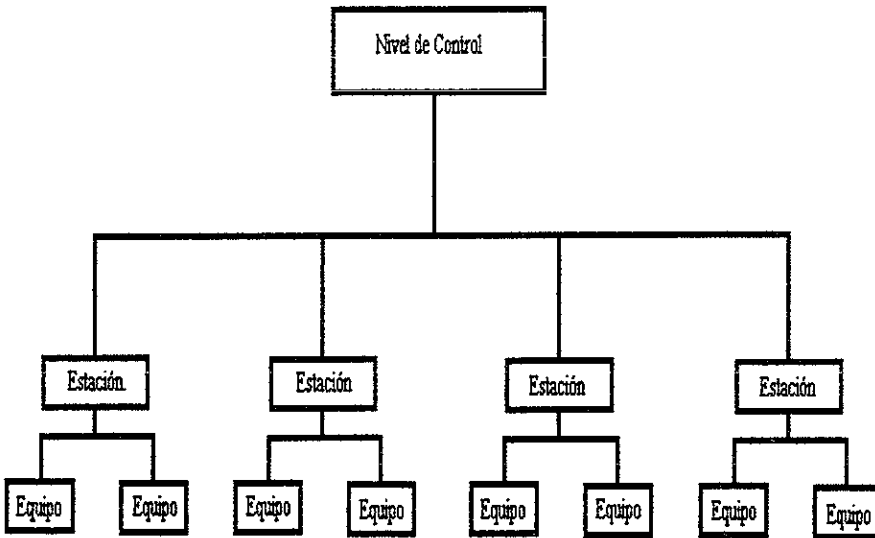 Nivel de Control
Estación
Estación
Estación
Estación
Equipo
Equipo
Equipo
Equipo
Equipo
Equipo
Equipo
Equipo